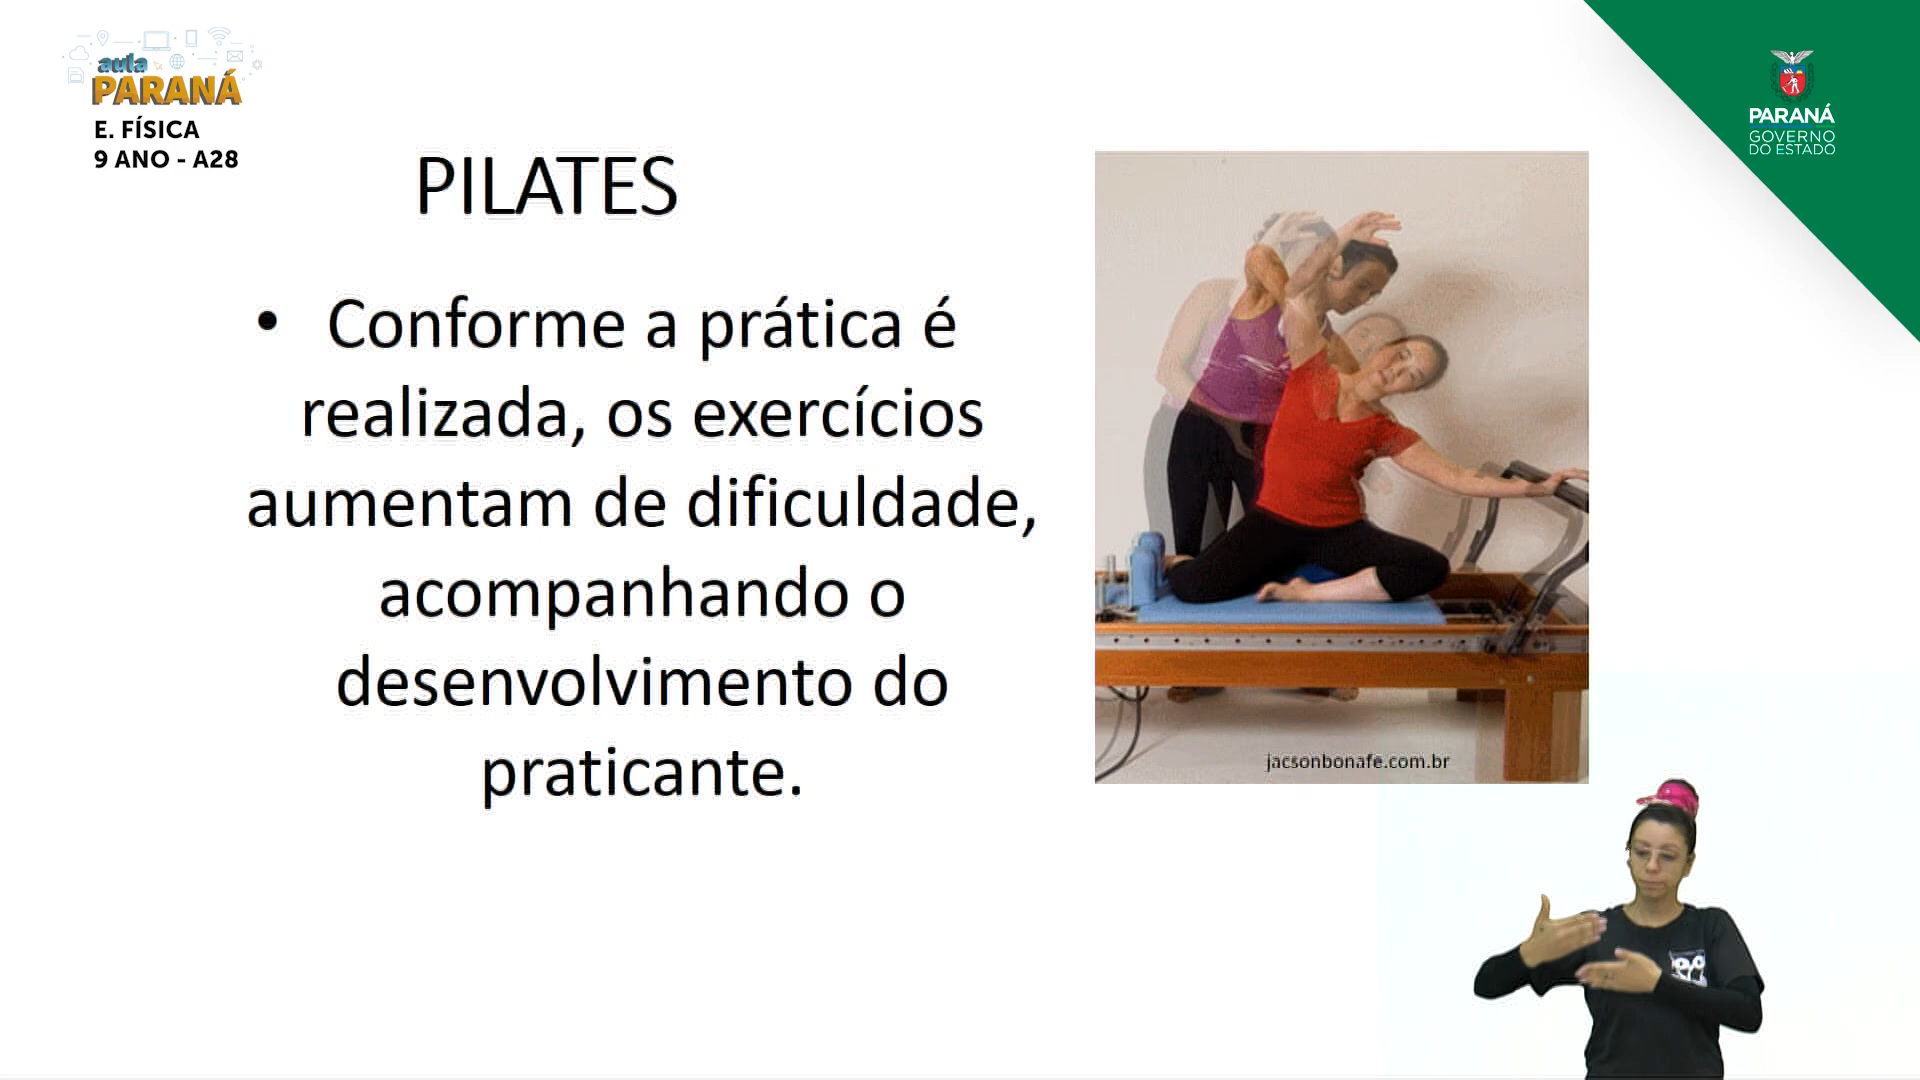 aula
PARANÁ
E. FÍSICA
9 ANO - A28
PARANÁ
GOVERNO
DO ESTADO
PILATES
• Conforme a prática é
realizada, os exercícios
aumentam de dificuldade,
acompanhando o
desenvolvimento do
praticante.
jacsonbonafe.com.br